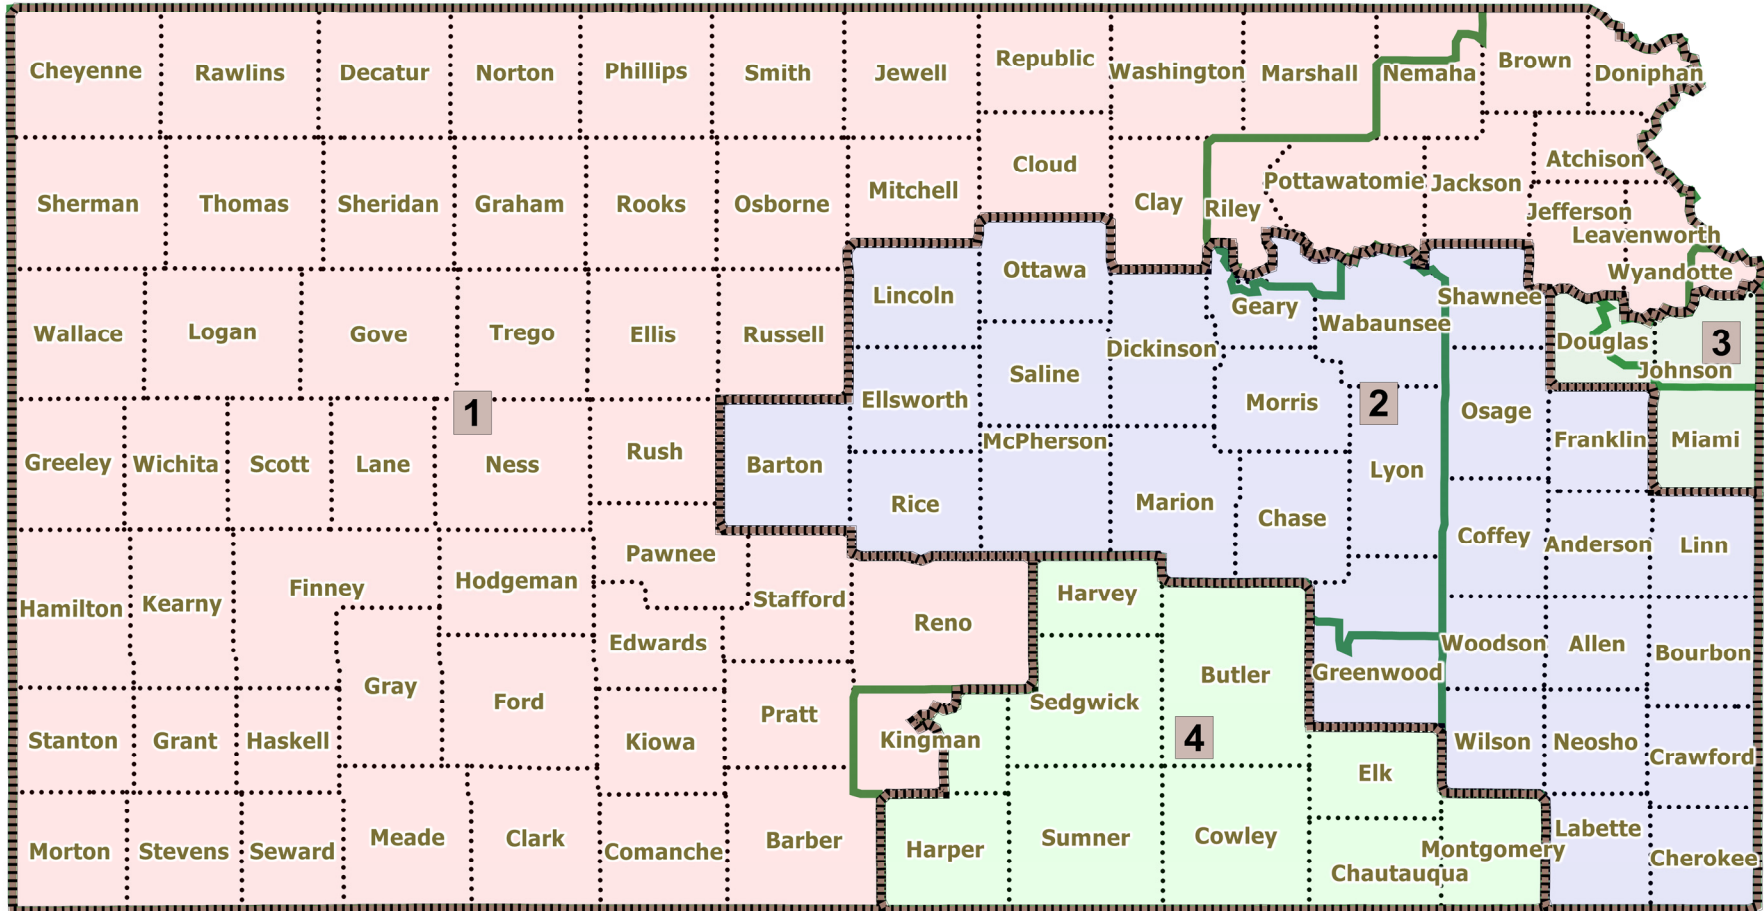 Cheyenne
Rawlins
Decatur
Norton
Phillips
Smith
Jewell
Republic
Washington
Marshall
Nemaha
Brown
Doniphan
Sherman
Thomas
Sheridan
Graham
Rooks
Osborne
Mitchell
Cloud
Clay
Riley
Pottawatomie
Jackson
Atchison
Jefferson
Leavenworth
Wyandotte
Wallace
Logan
Gove
Trego
Ellis
Russell
Lincoln
Ottawa
Dickinson
Geary
Wabaunsee
Shawnee
Douglas
3
Johnson
Greeley
Wichita
Scott
Lane
1
Ness
Rush
Barton
Ellsworth
Saline
Morris
2
Osage
Franklin
Miami
Rice
McPherson
Marion
Chase
Lyon
Coffey
Anderson
Linn
Hamilton
Kearny
Finney
Hodgeman
Pawnee
Stafford
Edwards
Reno
Harvey
Butler
Greenwood
Woodson
Allen
Bourbon
Gray
Ford
Sedgwick
Stanton
Grant
Haskell
Kiowa
Pratt
Kingman
4
Elk
Wilson
Neosho
Crawford
Morton
Stevens
Seward
Meade
Clark
Comanche
Barber
Harper
Sumner
Cowley
Chautauqua
Montgomery
Labette
Cherokee